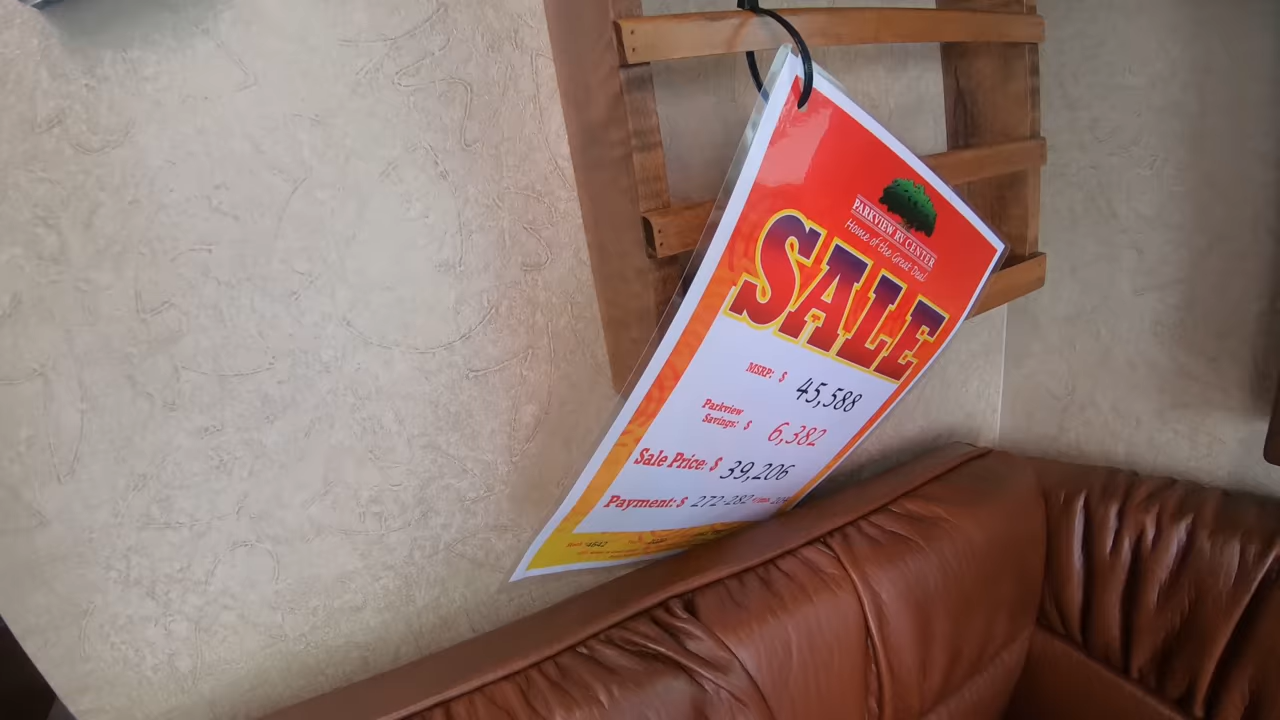 PARKVIEW RV CENTER
Home of the Great Deal
SALE
MSRP: $ 45,588
Parkview
Savings: $ 6,382
Sale Price: $ 39,206
Payment: $ 272-282